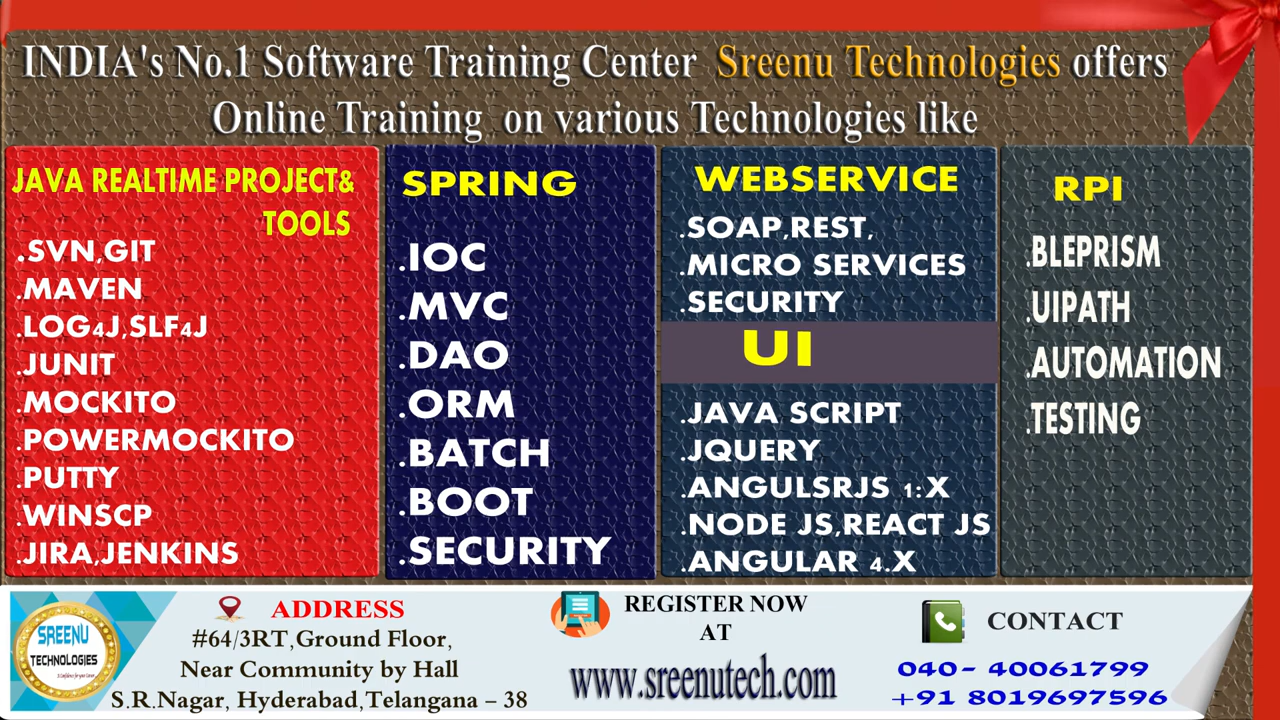 INDIA's No.1 Software Training Center Sreenu Technologies offers
Online Training on various Technologies like
JAVA REALTIME PROJECT&
TOOLS
.SVN,GIT
.MAVEN
.LOG4J,SLF4J
.JUNIT
.MOCKITO
.POWERMOCKITO
.PUTTY
.WINSCP
.JIRA,JENKINS
SPRING
.IOC
.MVC
.DAO
.ORM
.BATCH
.BOOT
.SECURITY
WEBSERVICE
.SOAP,REST,
.MICRO SERVICES
.SECURITY
UI
.JAVA SCRIPT
.JQUERY
.ANGULSRJS 1:X
.NODE JS,REACT JS
.ANGULAR 4.X
RPI
.BLEPRISM
.UIPATH
.AUTOMATION
.TESTING
SREENU
TECHNOLOGIES
ADDRESS
#64/3RT,Ground Floor,
Near Community by Hall
S.R.Nagar, Hyderabad,Telangana – 38
REGISTER NOW
AT
www.sreenutech.com
CONTACT
040- 40061799
+91 8019697596